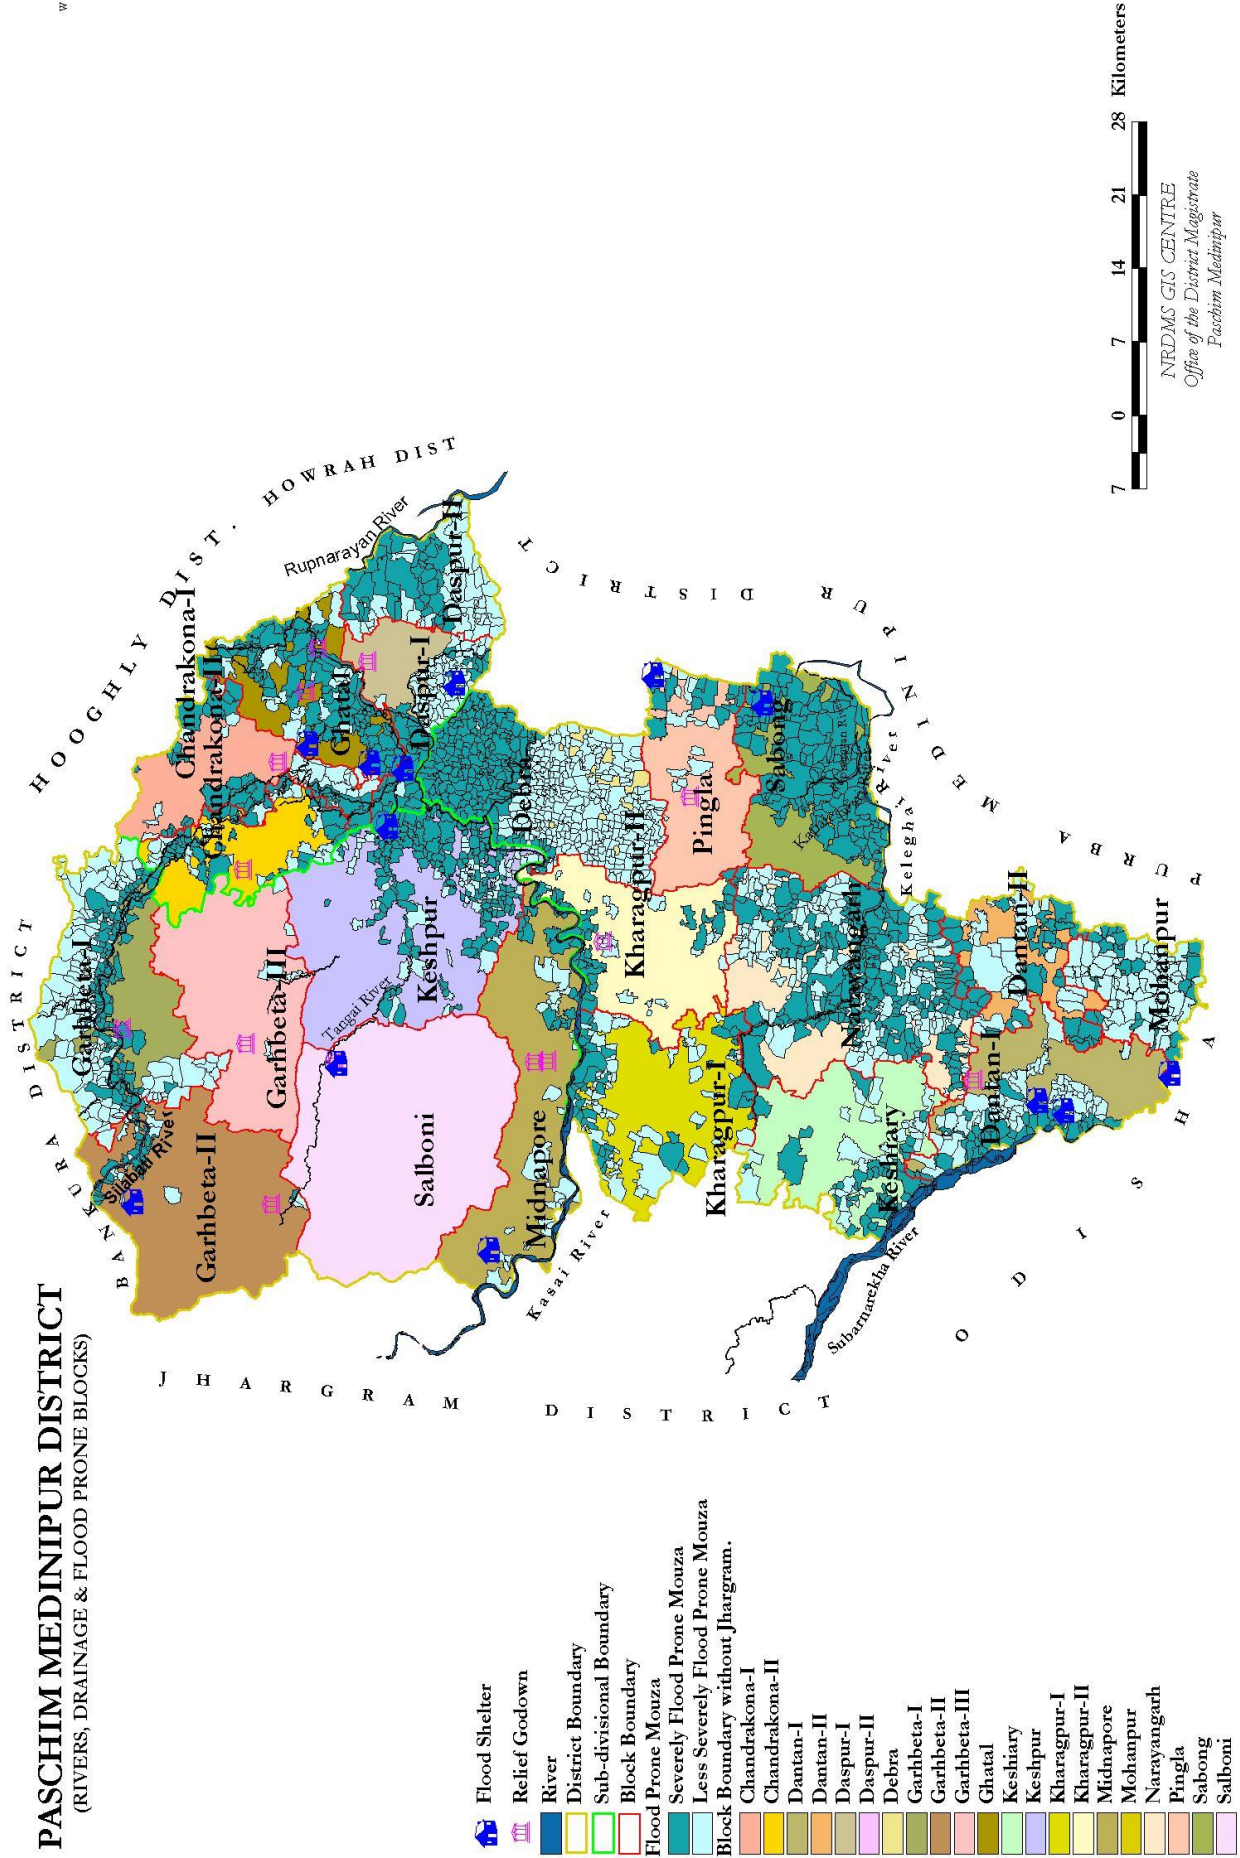 PASCHIM MEDINIPUR DISTRICT
(RIVERS, DRAINAGE & FLOOD PRONE BLOCKS)
W
BANKURA DISTRICT
HOOGHLY DIST.
HOWRAH DIST
JHARGRAM DISTRICT
PURBA MEDINIPUR DISTRICT
ODISHA
Garhbeta-I
Silabati River
Garhbeta-II
Garhbeta-III
Chandrakona-I
Chandrakona-II
Chandrakona-II
Ghatal
Rupnarayan River
Daspur-I
Daspur-II
Tangai River
Keshpur
Salboni
Midnapore
Debra
Kasai River
Kharagpur-II
Kharagpur-II
Kharagpur-I
Pingla
Sabong
Keleghai River
Narayangarh
Keshiary
Subarnarekha River
Dantan-I
Dantan-II
Mohanpur
Flood Shelter
Relief Godown
River
District Boundary
Sub-divisional Boundary
Block Boundary
Flood Prone Mouza
Severely Flood Prone Mouza
Less Severely Flood Prone Mouza
Block Boundary without Jhargram.
Chandrakona-I
Chandrakona-II
Dantan-I
Dantan-II
Daspur-I
Daspur-II
Debra
Garhbeta-I
Garhbeta-II
Garhbeta-III
Ghatal
Keshiary
Keshpur
Kharagpur-I
Kharagpur-II
Midnapore
Mohanpur
Narayangarh
Pingla
Sabong
Salboni
7 0 7 14 21 28 Kilometers
NRDMS GIS CENTRE
Office of the District Magistrate
Paschim Medinipur